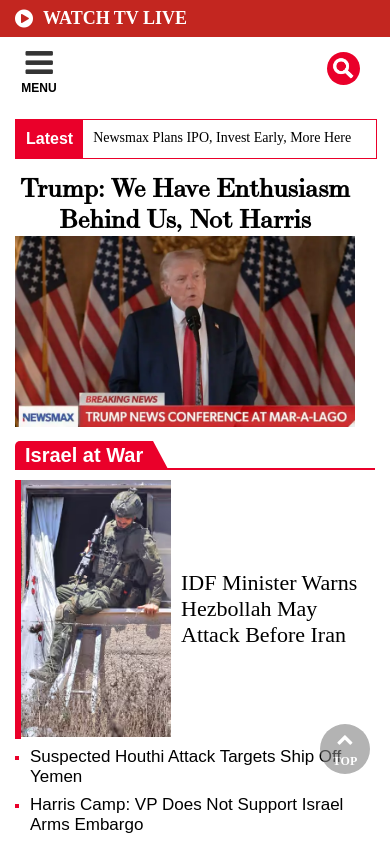 WATCH TV LIVE
MENU
Latest
Newsmax Plans IPO, Invest Early, More Here
Trump: We Have Enthusiasm
Behind Us, Not Harris
BREAKING NEWS
NEWSMAX
TRUMP NEWS CONFERENCE AT MAR-A-LAGO
Israel at War
IDF Minister Warns
Hezbollah May
Attack Before Iran
Suspected Houthi Attack Targets Ship Off
Yemen
TOP
Harris Camp: VP Does Not Support Israel
Arms Embargo